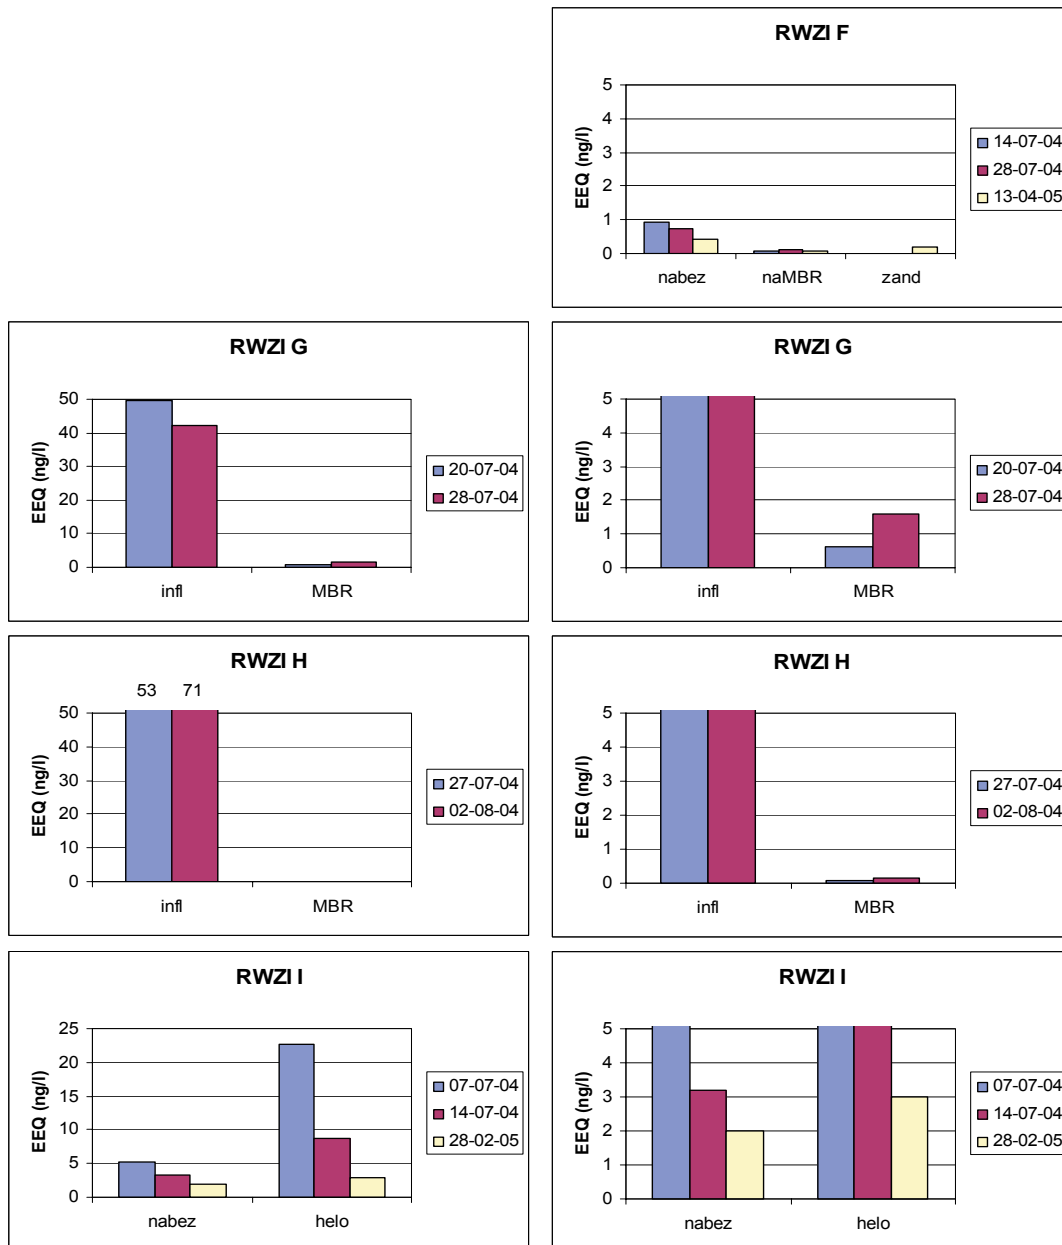 RWZI F
EEQ (ng/l)
5
4
3
2
1
0
nabez naMBR zand
14-07-04
28-07-04
13-04-05
RWZI G
EEQ (ng/l)
50
40
30
20
10
0
infl MBR
20-07-04
28-07-04
RWZI G
EEQ (ng/l)
5
4
3
2
1
0
infl MBR
20-07-04
28-07-04
RWZI H
53 71
EEQ (ng/l)
50
40
30
20
10
0
infl MBR
27-07-04
02-08-04
RWZI H
EEQ (ng/l)
5
4
3
2
1
0
infl MBR
27-07-04
02-08-04
RWZI I
EEQ (ng/l)
25
20
15
10
5
0
nabez helo
07-07-04
14-07-04
28-02-05
RWZI I
EEQ (ng/l)
5
4
3
2
1
0
nabez helo
07-07-04
14-07-04
28-02-05